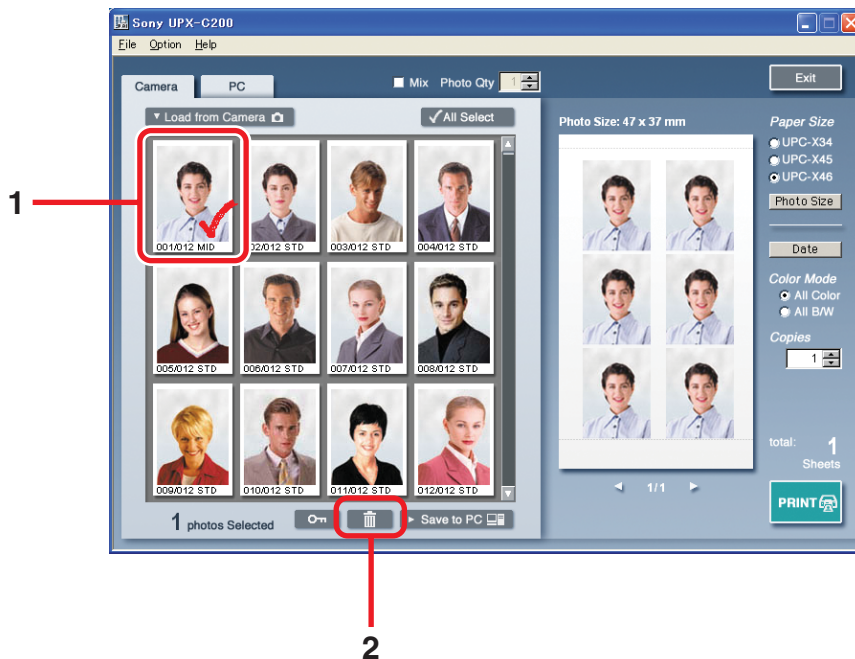 Sony UPX-C200
File Option Help
Camera PC Mix Photo Qty 1 Exit
Load from Camera All Select
Photo Size: 47 x 37 mm
Paper Size
UPC-X34
UPC-X45
UPC-X46
Photo Size
Date
Color Mode
All Color
All B/W
Copies
1
total: 1
Sheets
PRINT
1/1
1
001/012 MID 02/012 STD 003/012 STD 004/012 STD
005/012 STD 006/012 STD 007/012 STD 008/012 STD
009/012 STD 010/012 STD 011/012 STD 012/012 STD
1 photos Selected Save to PC
2